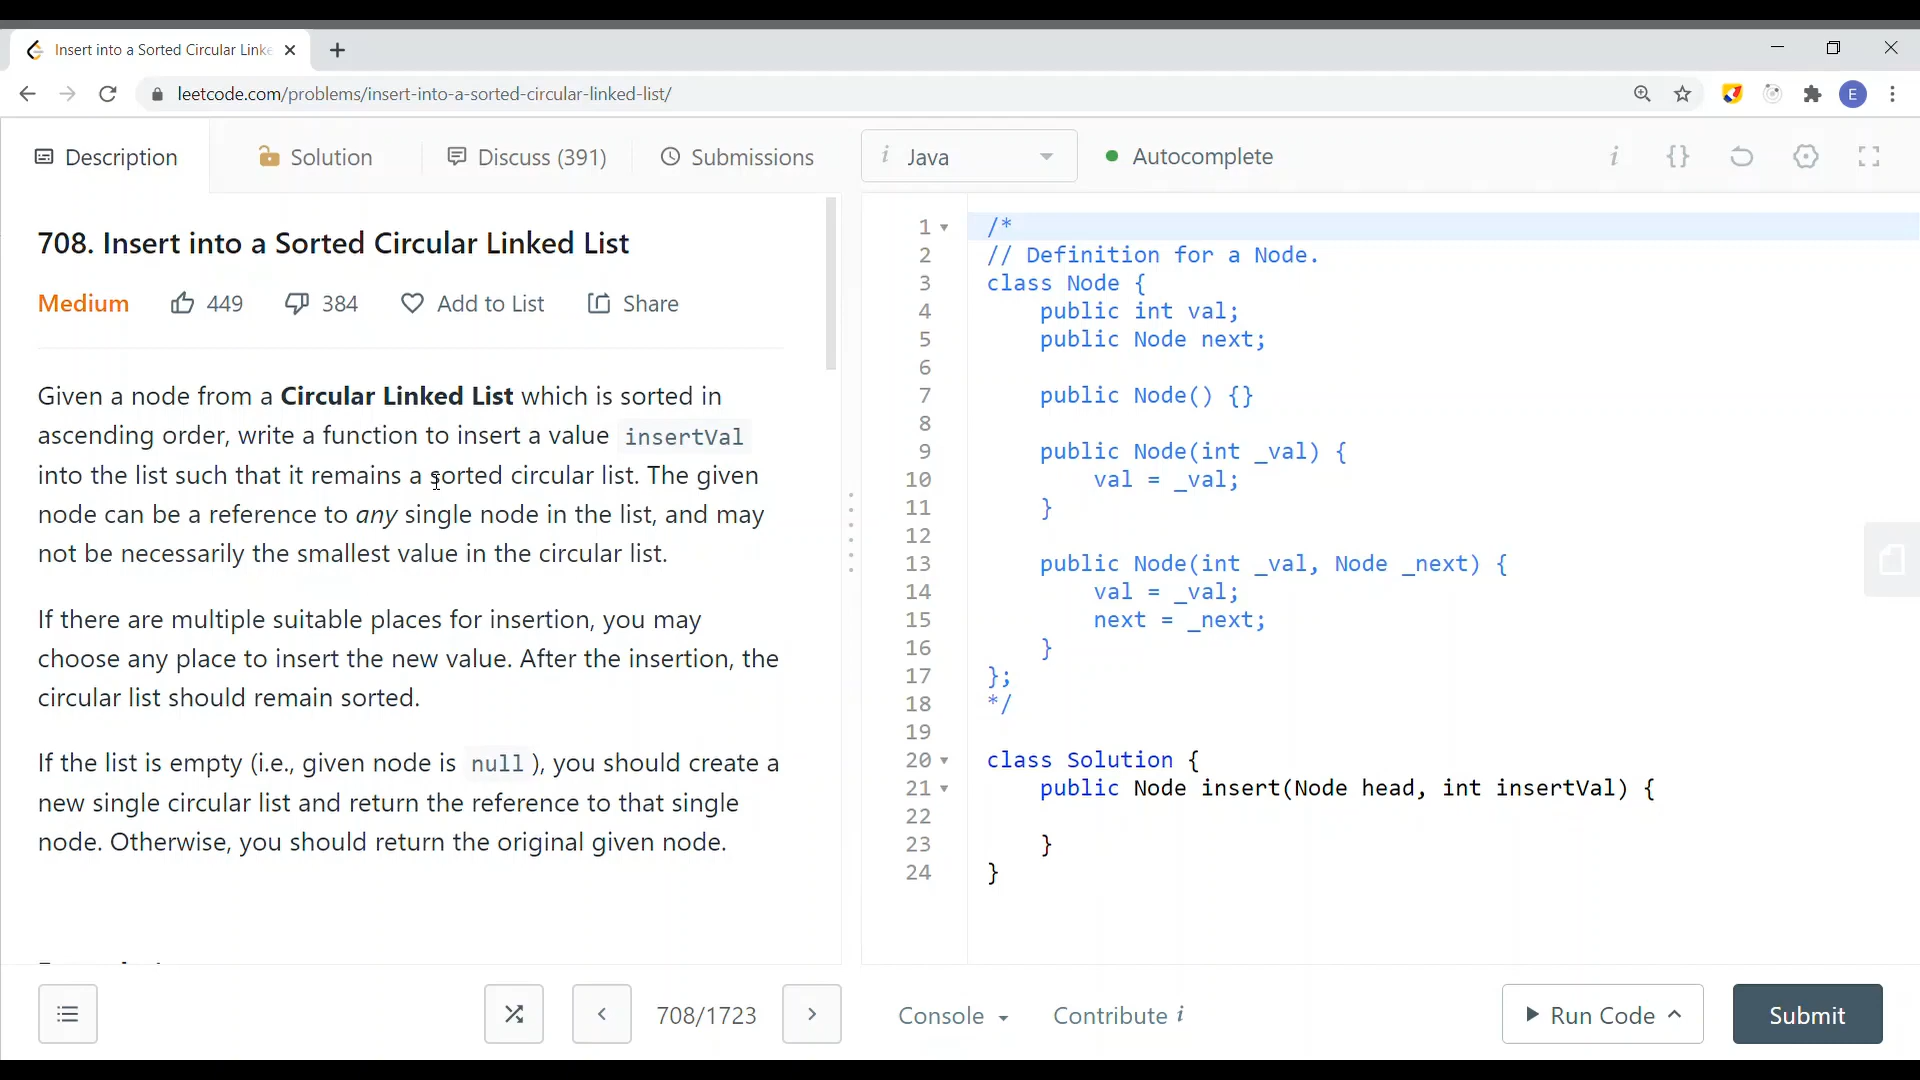 Insert into a Sorted Circular Linke
leetcode.com/problems/insert-into-a-sorted-circular-linked-list/
E
Description
Solution
Discuss (391)
Submissions
i Java
Autocomplete
i {}
708. Insert into a Sorted Circular Linked List
Medium
449
384
Add to List
Share
Given a node from a Circular Linked List which is sorted in
ascending order, write a function to insert a value insertVal
into the list such that it remains a sorted circular list. The given
node can be a reference to any single node in the list, and may
not be necessarily the smallest value in the circular list.
If there are multiple suitable places for insertion, you may
choose any place to insert the new value. After the insertion, the
circular list should remain sorted.
If the list is empty (i.e., given node is null ), you should create a
new single circular list and return the reference to that single
node. Otherwise, you should return the original given node.
1 /*
2 // Definition for a Node.
3 class Node {
4 public int val;
5 public Node next;
6
7 public Node() {}
8
9 public Node(int _val) {
10 val = _val;
11 }
12
13 public Node(int _val, Node _next) {
14 val = _val;
15 next = _next;
16 }
17 };
18 */
19
20 class Solution {
21 public Node insert(Node head, int insertVal) {
22
23 }
24 }
708/1723
Console
Contribute i
Run Code
Submit